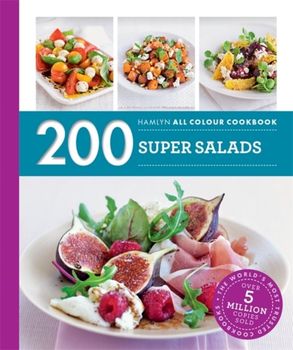 HAMLYN ALL COLOUR COOKBOOK
200 SUPER SALADS
OVER
5
MILLION
COPIES
SOLD
• THE WORLD'S MOST TRUSTED COOKBOOKS